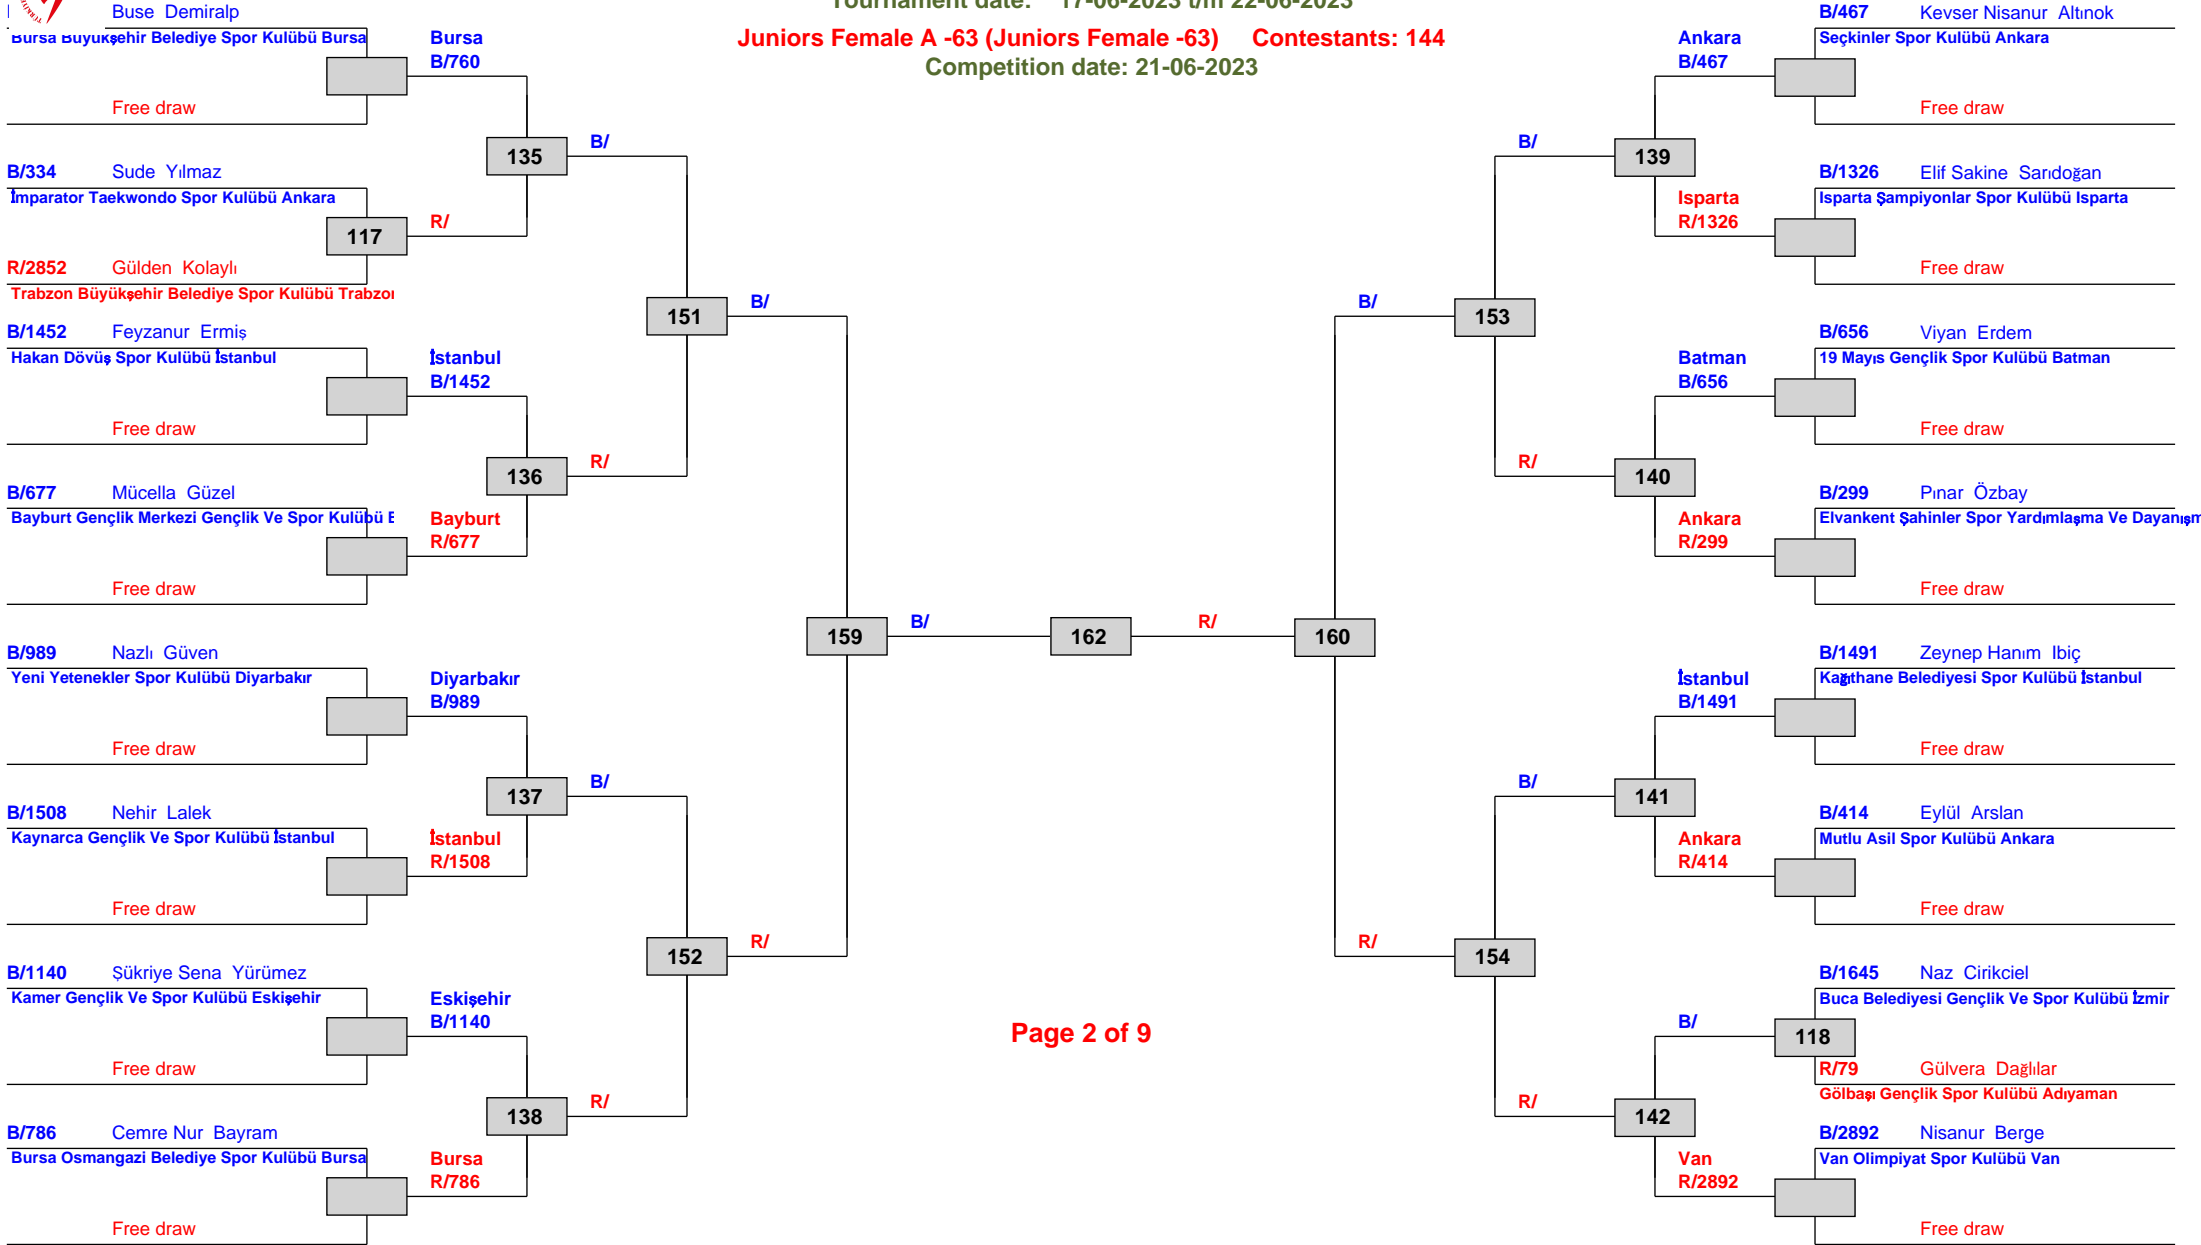 Tournament date: 17-06-2023 t/m 22-06-2023
Juniors Female A -63 (Juniors Female -63) Contestants: 144
Competition date: 21-06-2023
Buse Demiralp
Bursa Büyükşehir Belediye Spor Kulübü Bursa
Free draw
B/334 Sude Yılmaz
İmparator Taekwondo Spor Kulübü Ankara
117
R/2852 Gülden Kolaylı
Trabzon Büyükşehir Belediye Spor Kulübü Trabzon
B/1452 Feyzanur Ermiş
Hakan Dövüş Spor Kulübü İstanbul
Free draw
B/677 Mücella Güzel
Bayburt Gençlik Merkezi Gençlik Ve Spor Kulübü
Free draw
B/989 Nazlı Güven
Yeni Yetenekler Spor Kulübü Diyarbakır
Free draw
B/1508 Nehir Lalek
Kaynarca Gençlik Ve Spor Kulübü İstanbul
Free draw
B/1140 Şükriye Sena Yürümez
Kamer Gençlik Ve Spor Kulübü Eskişehir
Free draw
B/786 Cemre Nur Bayram
Bursa Osmangazi Belediye Spor Kulübü Bursa
Free draw
Bursa
B/760
135
R/
İstanbul
B/1452
136
Bayburt
R/677
Diyarbakır
B/989
137
İstanbul
R/1508
Eskişehir
B/1140
138
Bursa
R/786
B/
151
R/
B/
152
R/
B/
159
R/
B/
162
R/
160
B/
R/
153
B/
R/
154
B/
R/
Ankara
B/467
139
Isparta
R/1326
Batman
B/656
140
Ankara
R/299
İstanbul
B/1491
141
Ankara
R/414
B/
142
Van
R/2892
B/467 Kevser Nisanur Altınok
Seçkinler Spor Kulübü Ankara
Free draw
B/1326 Elif Sakine Sarıdoğan
Isparta Şampiyonlar Spor Kulübü Isparta
Free draw
B/656 Viyan Erdem
19 Mayıs Gençlik Spor Kulübü Batman
Free draw
B/299 Pınar Özbay
Elvankent Şahinler Spor Yardımlaşma Ve Dayanışm
Free draw
B/1491 Zeynep Hanım Ibiç
Kağıthane Belediyesi Spor Kulübü İstanbul
Free draw
B/414 Eylül Arslan
Mutlu Asil Spor Kulübü Ankara
Free draw
B/1645 Naz Cirikciel
Buca Belediyesi Gençlik Ve Spor Kulübü İzmir
118
R/79 Gülvera Dağlılar
Gölbaşı Gençlik Spor Kulübü Adıyaman
B/2892 Nisanur Berge
Van Olimpiyat Spor Kulübü Van
Free draw
Page 2 of 9